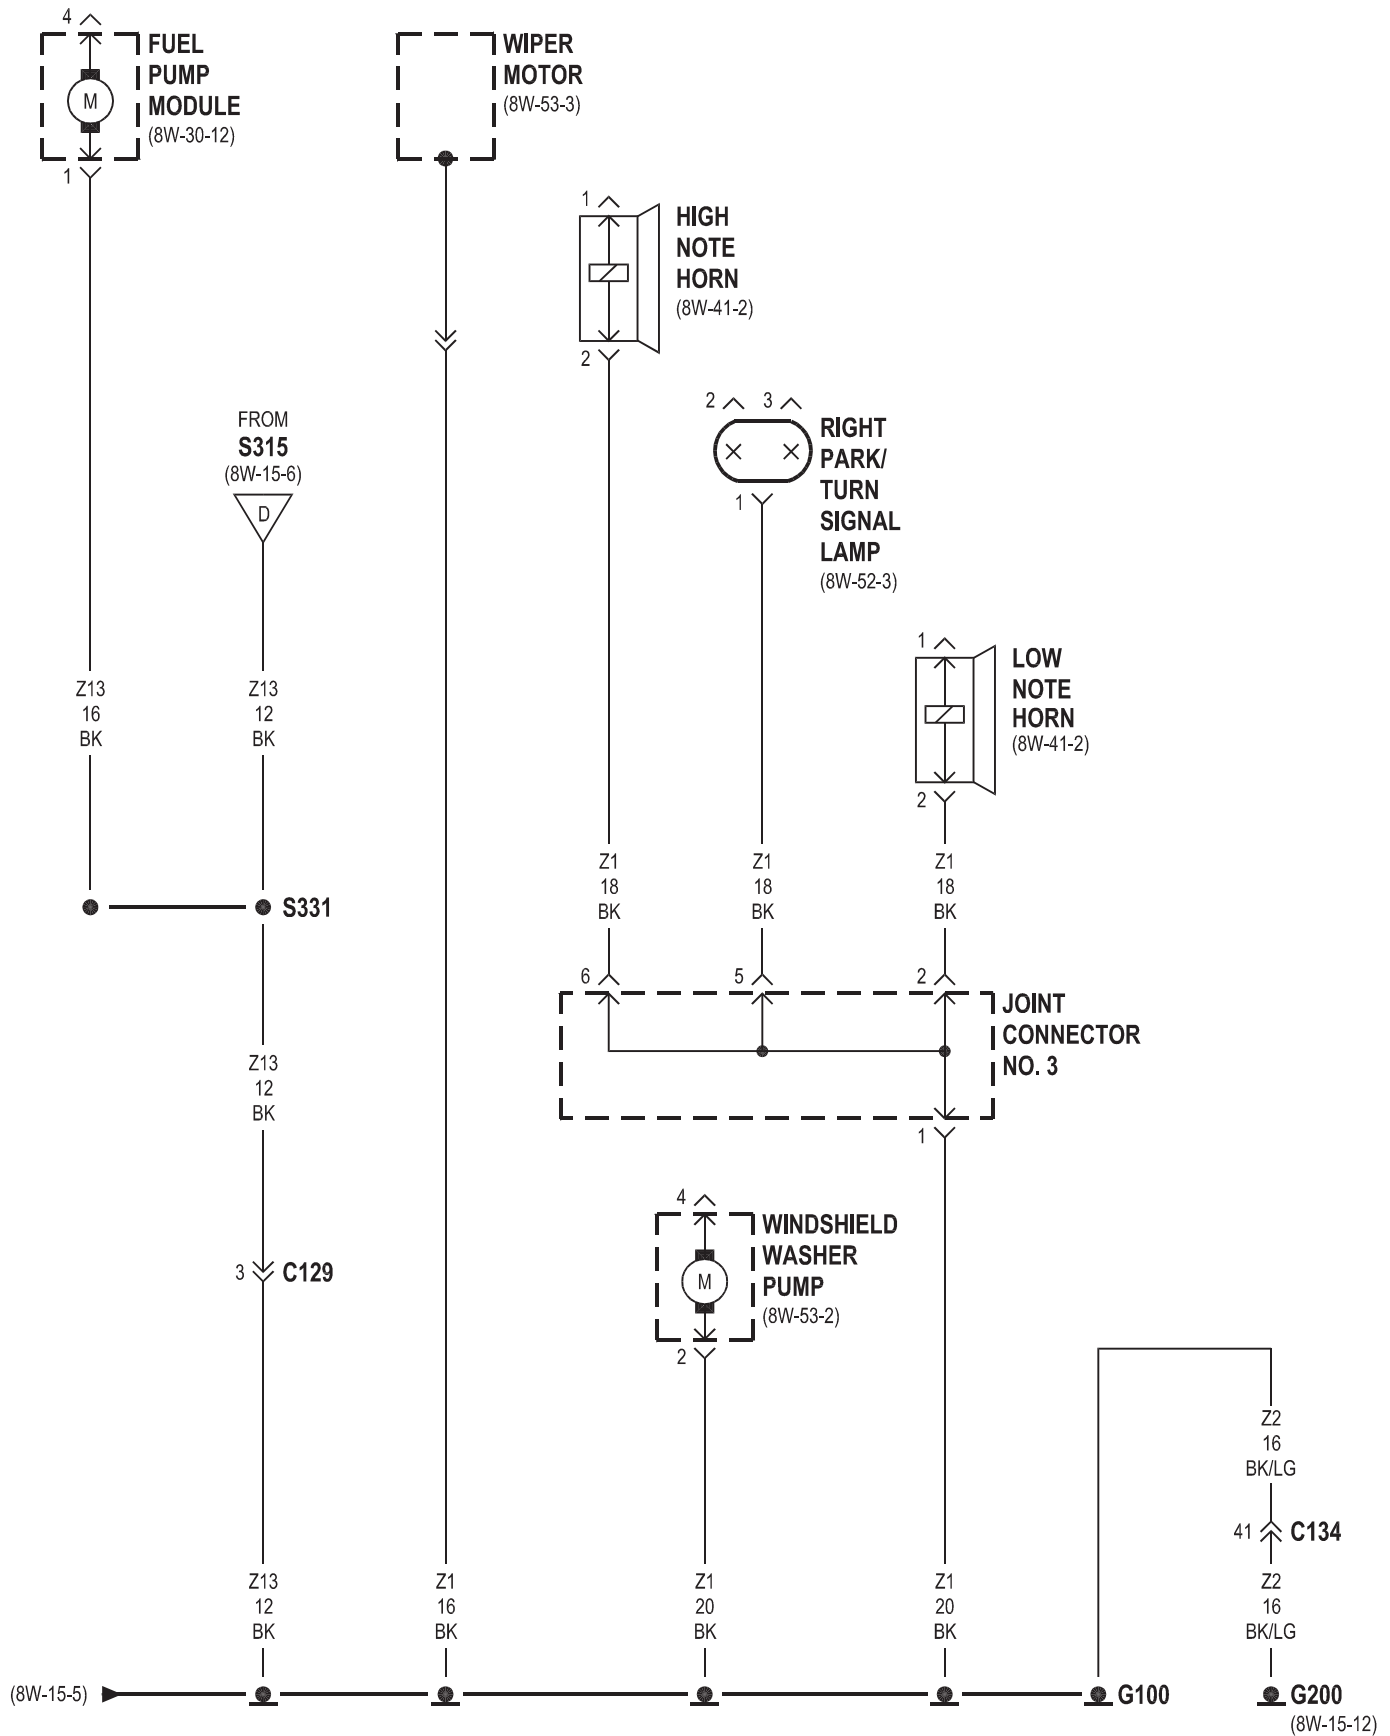 4
FUEL
PUMP
MODULE
(8W-30-12)
M
1
WIPER
MOTOR
(8W-53-3)
1
HIGH
NOTE
HORN
(8W-41-2)
2
FROM
S315
(8W-15-6)
D
2 3
RIGHT
PARK/
TURN
SIGNAL
LAMP
(8W-52-3)
1
1
LOW
NOTE
HORN
(8W-41-2)
2
Z13
16
BK
Z13
12
BK
Z1
18
BK
Z1
18
BK
Z1
18
BK
S331
6 5 2
JOINT
CONNECTOR
NO. 3
1
Z13
12
BK
4
WINDSHIELD
WASHER
PUMP
(8W-53-2)
M
2
3 C129
Z2
16
BK/LG
41 C134
Z13
12
BK
Z1
16
BK
Z1
20
BK
Z1
20
BK
Z2
16
BK/LG
(8W-15-5)
G100
G200
(8W-15-12)